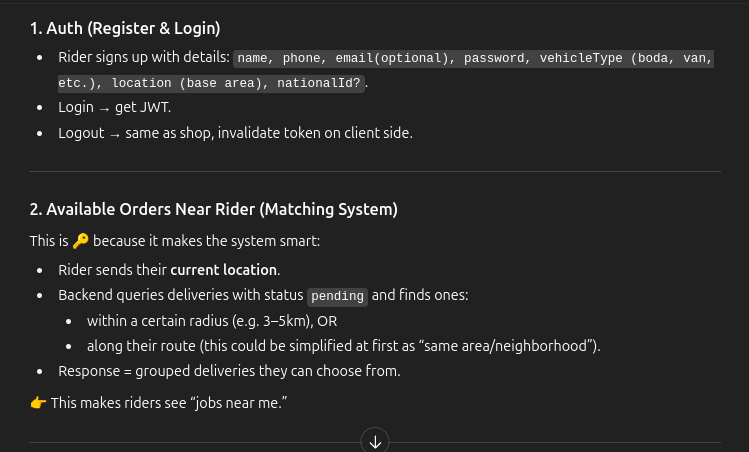 1. Auth (Register & Login)
• Rider signs up with details: name, phone, email(optional), password, vehicleType (boda, van,
etc.), location (base area), nationalId?.
• Login → get JWT.
• Logout → same as shop, invalidate token on client side.
2. Available Orders Near Rider (Matching System)
This is 🔑 because it makes the system smart:
• Rider sends their current location.
• Backend queries deliveries with status pending and finds ones:
• within a certain radius (e.g. 3–5km), OR
• along their route (this could be simplified at first as “same area/neighborhood”).
• Response = grouped deliveries they can choose from.
👉 This makes riders see “jobs near me.”